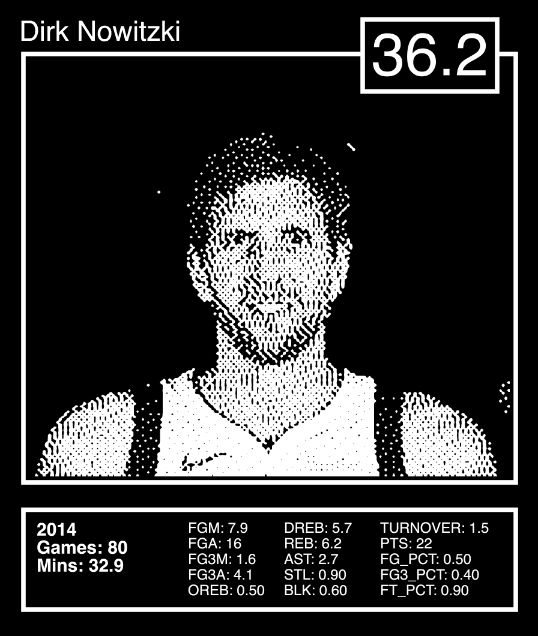 Dirk Nowitzki
36.2
2014
Games: 80
Mins: 32.9
FGM: 7.9
FGA: 16
FG3M: 1.6
FG3A: 4.1
OREB: 0.50
DREB: 5.7
REB: 6.2
AST: 2.7
STL: 0.90
BLK: 0.60
TURNOVER: 1.5
PTS: 22
FG_PCT: 0.50
FG3_PCT: 0.40
FT_PCT: 0.90